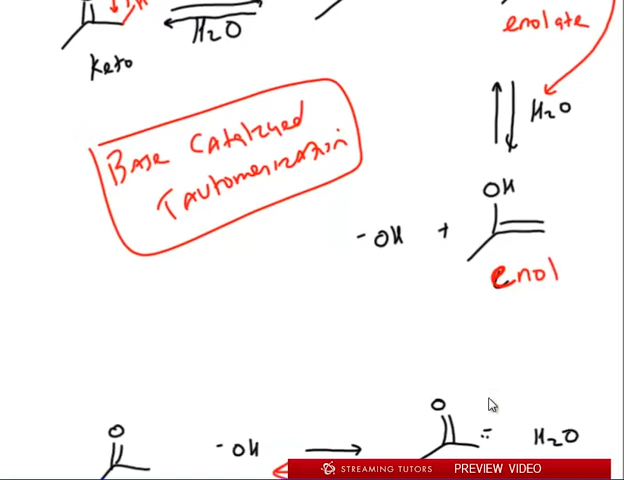 H
H₂O
enolate
keto
H₂O
Base Catalyzed
Tautomerization
OH
-OH +
enol
O
O
-OH
H₂O
STREAMING TUTORS PREVIEW VIDEO